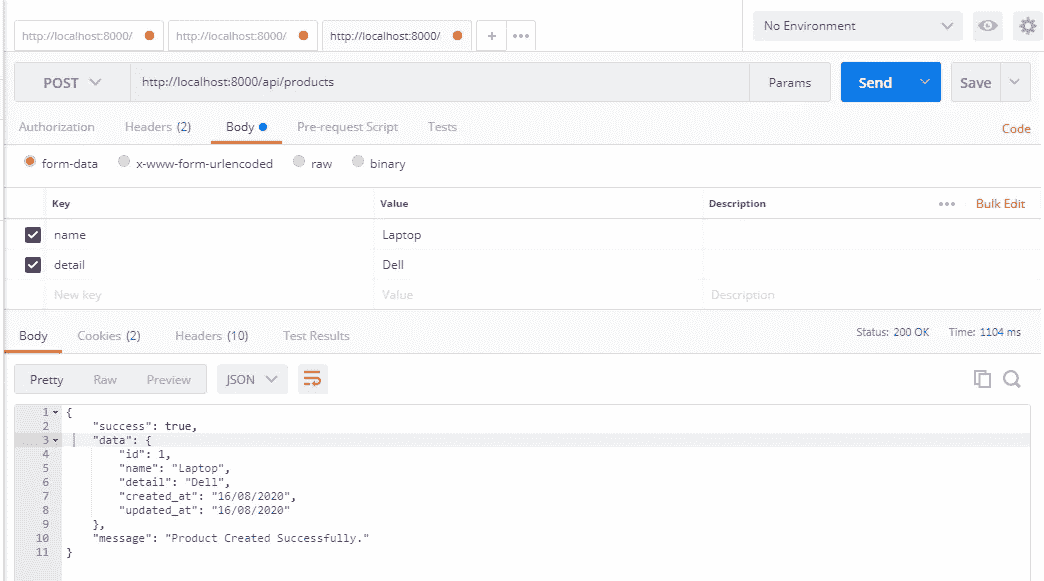 http://localhost:8000/ http://localhost:8000/ http://localhost:8000/ + ••• No Environment
POST http://localhost:8000/api/products Params Send Save
Authorization Headers (2) Body Pre-request Script Tests Code
form-data x-www-form-urlencoded raw binary
Key Value Description ••• Bulk Edit
name Laptop
detail Dell
New key Value Description
Body Cookies (2) Headers (10) Test Results Status: 200 OK Time: 1104 ms
Pretty Raw Preview JSON
1 {
2 "success": true,
3 "data": {
4 "id": 1,
5 "name": "Laptop",
6 "detail": "Dell",
7 "created_at": "16/08/2020",
8 "updated_at": "16/08/2020"
9 },
10 "message": "Product Created Successfully."
11 }